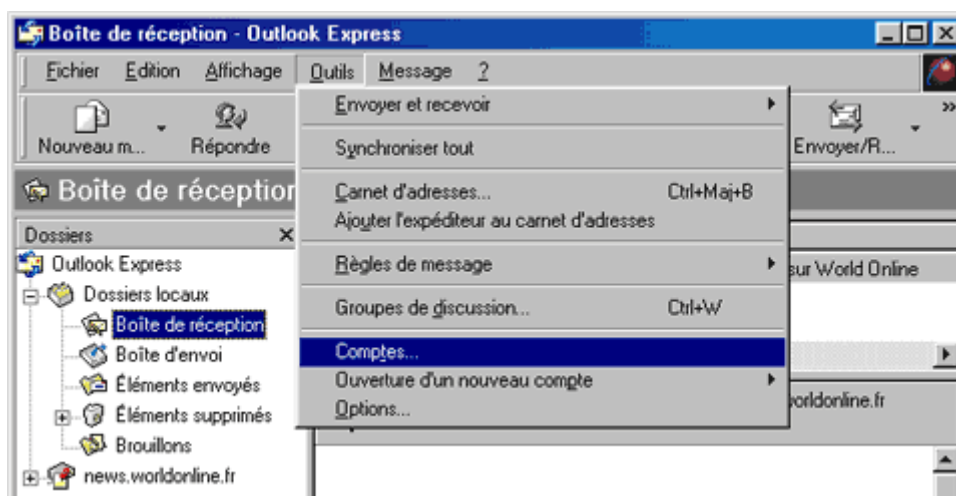 Boîte de réception - Outlook Express
Fichier Edition Affichage Outils Message ?
Nouveau m... Répondre Envoyer/R... »
Boîte de réception
Dossiers
Outlook Express
Dossiers locaux
Boîte de réception
Boîte d'envoi
Éléments envoyés
Éléments supprimés
Brouillons
news.worldonline.fr
Envoyer et recevoir
Synchroniser tout
Carnet d'adresses... Ctrl+Maj+B
Ajouter l'expéditeur au carnet d'adresses
Règles de message
Groupes de discussion... Ctrl+W
Comptes...
Ouverture d'un nouveau compte
Options...
sur World Online
worldonline.fr